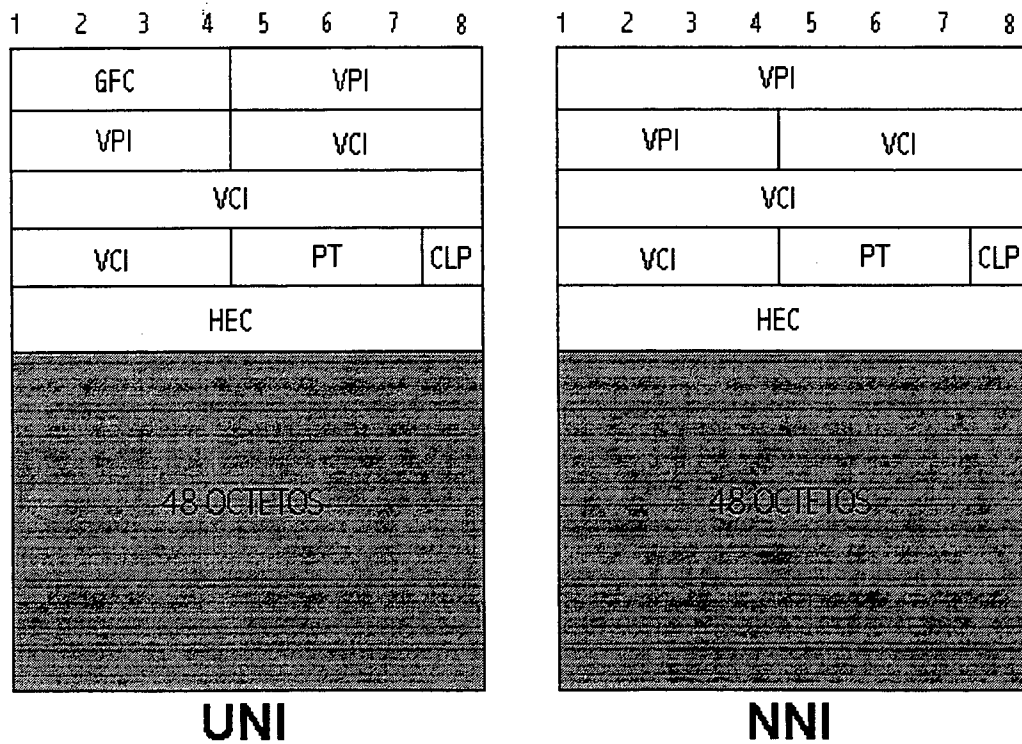 1 2 3 4 5 6 7 8
GFC VPI
VPI VCI
VCI
VCI PT CLP
HEC
48 OCTETOS
UNI
1 2 3 4 5 6 7 8
VPI
VPI VCI
VCI
VCI PT CLP
HEC
48 OCTETOS
NNI